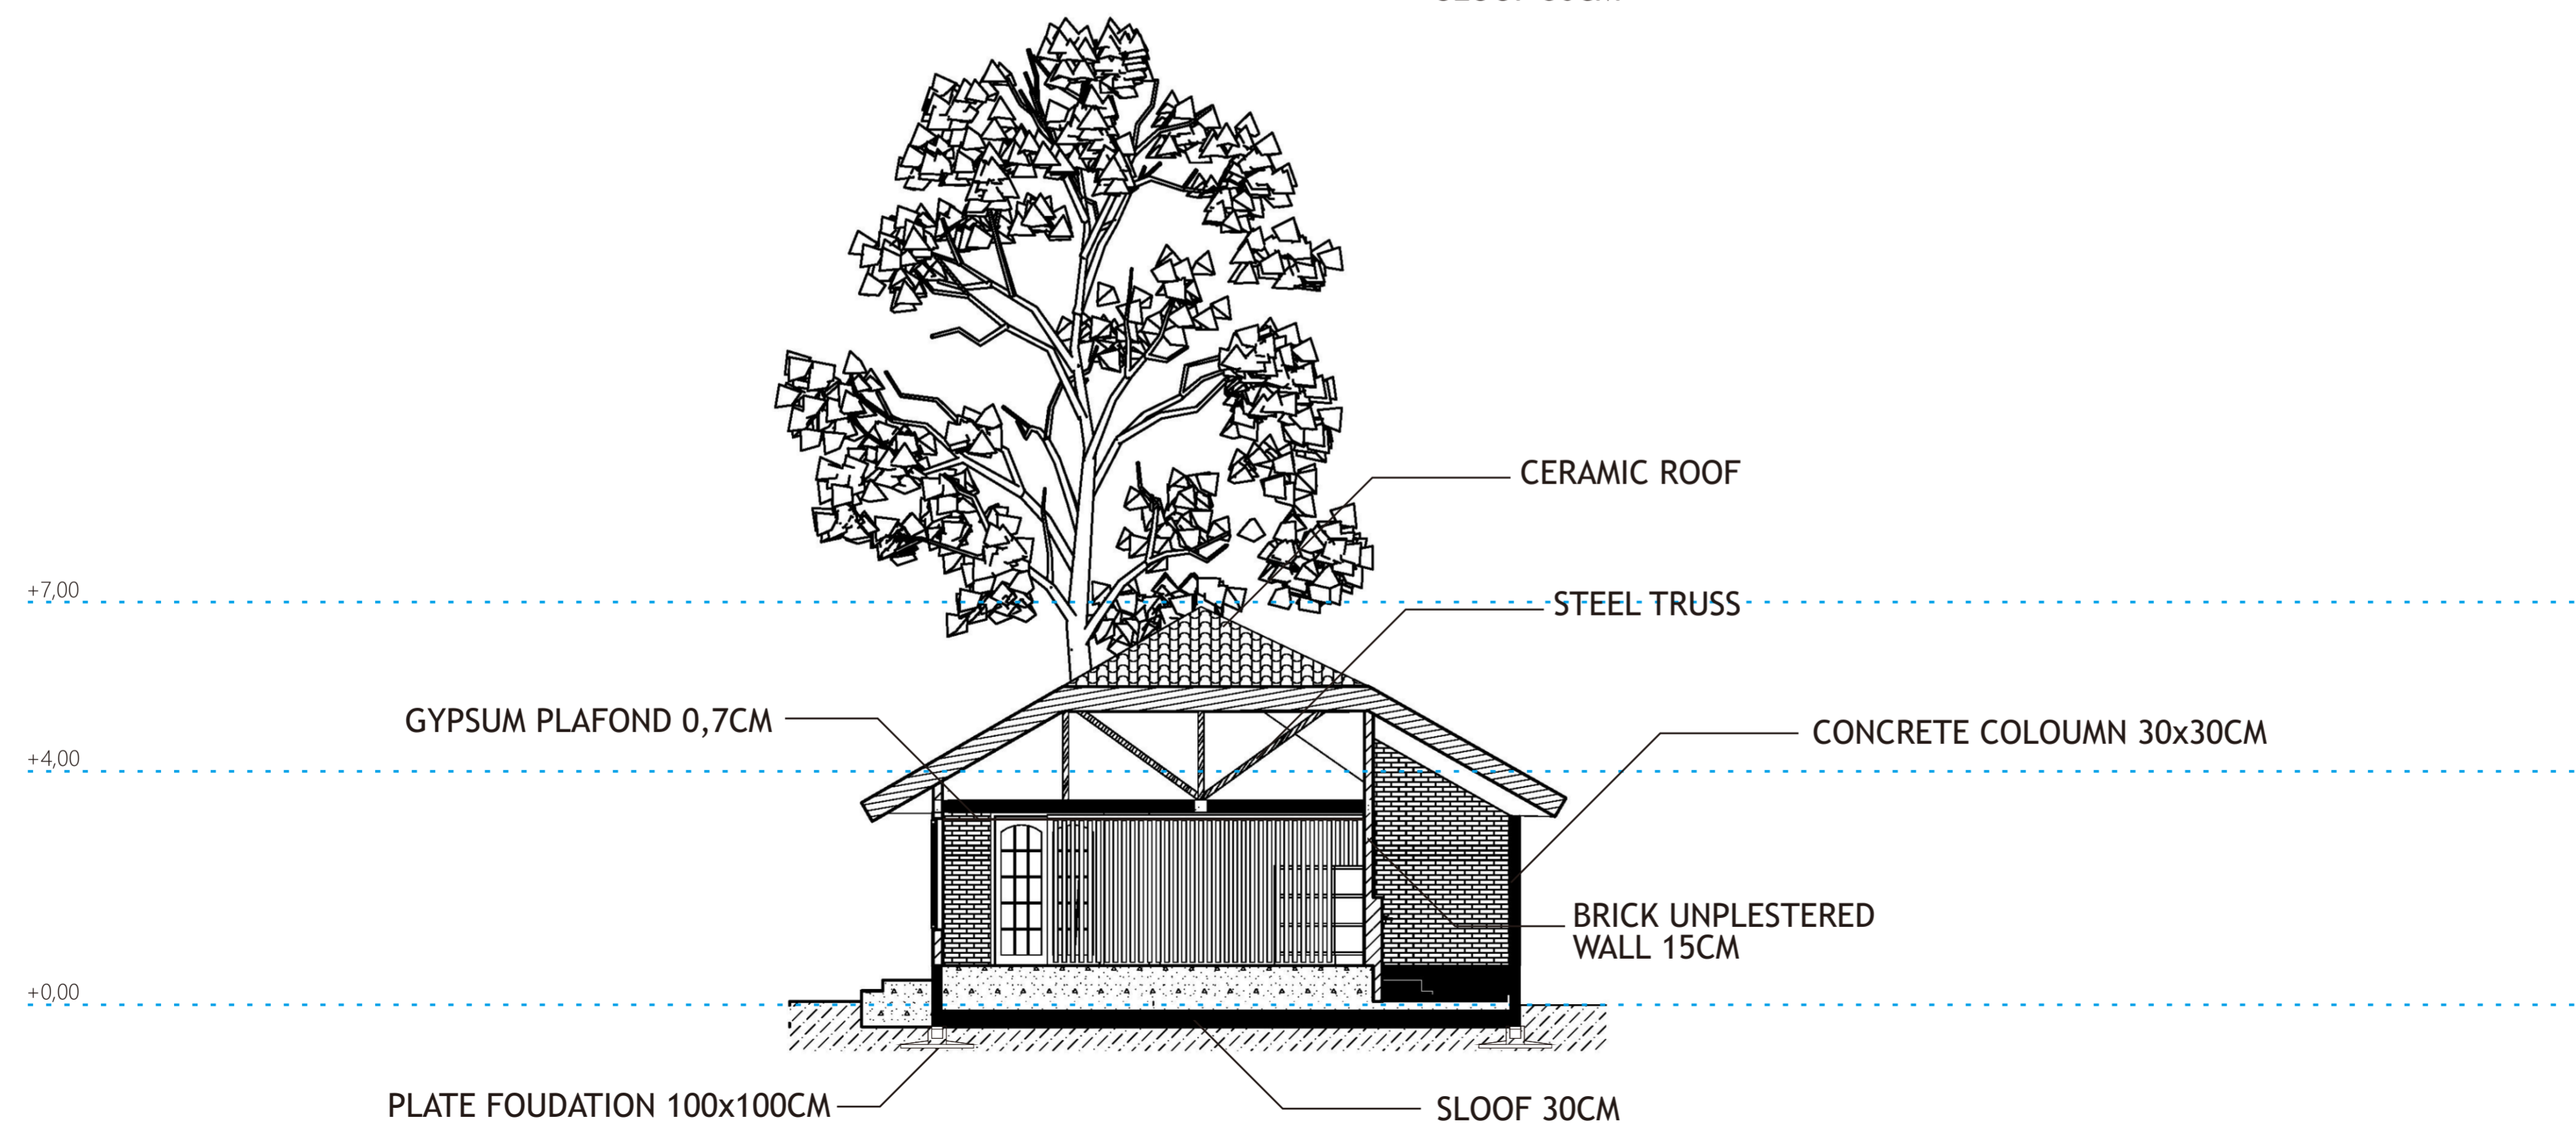 CERAMIC ROOF
+7,00
STEEL TRUSS
GYPSUM PLAFOND 0,7CM
CONCRETE COLOUMN 30x30CM
+4,00
BRICK UNPLESTERED
WALL 15CM
+0,00
PLATE FOUDATION 100x100CM
SLOOF 30CM